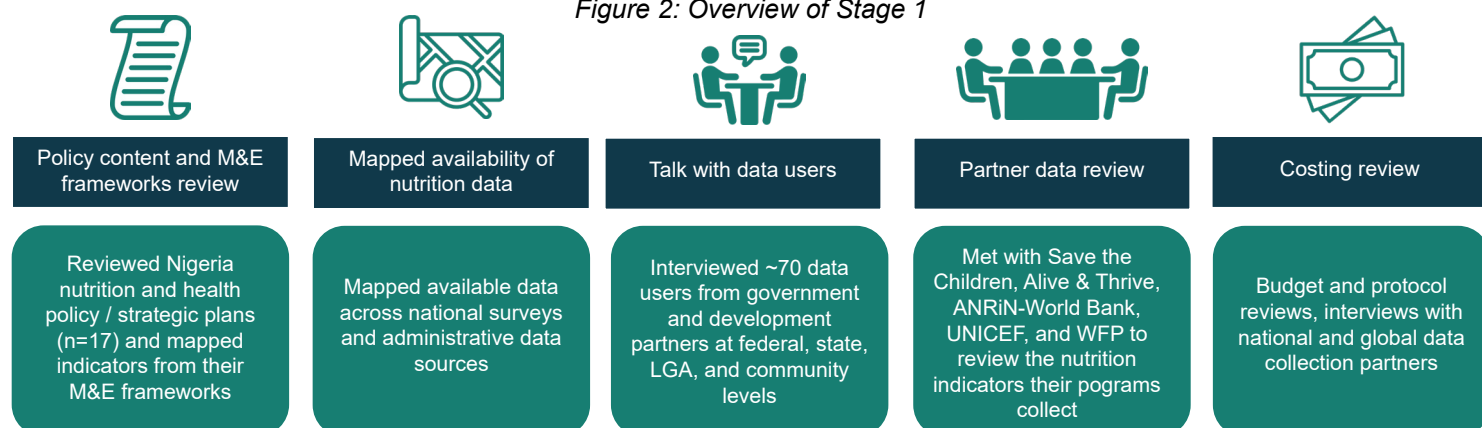 Figure 2: Overview of Stage 1
Policy content and M&E
frameworks review
Mapped availability of
nutrition data
Talk with data users
Partner data review
Costing review
Reviewed Nigeria
nutrition and health
policy / strategic plans
(n=17) and mapped
indicators from their
M&E frameworks
Mapped available data
across national surveys
and administrative data
sources
Interviewed ~70 data
users from government
and development
partners at federal, state,
LGA, and community
levels
Met with Save the
Children, Alive & Thrive,
ANRiN-World Bank,
UNICEF, and WFP to
review the nutrition
indicators their pograms
collect
Budget and protocol
reviews, interviews with
national and global data
collection partners